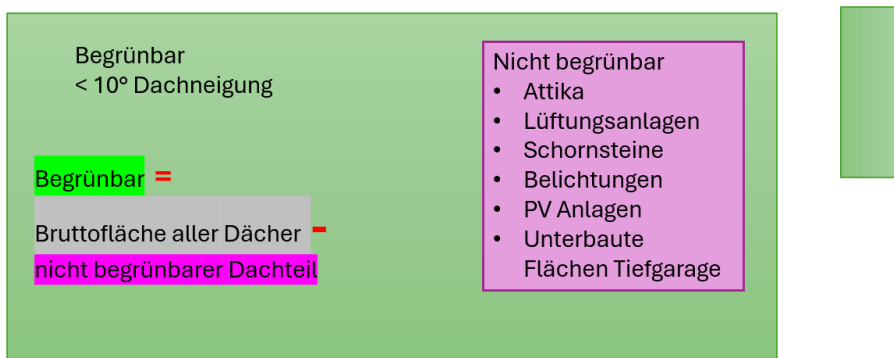 Begrünbar
< 10° Dachneigung
Begrünbar =
Bruttofläche aller Dächer -
nicht begrünbarer Dachteil
Nicht begrünbar
• Attika
• Lüftungsanlagen
• Schornsteine
• Belichtungen
• PV Anlagen
• Unterbaute
Flächen Tiefgarage